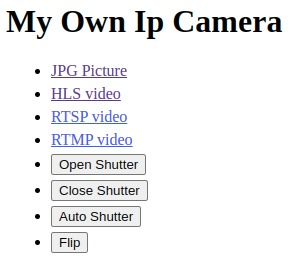 My Own Ip Camera
JPG Picture
HLS video
RTSP video
RTMP video
Open Shutter
Close Shutter
Auto Shutter
Flip